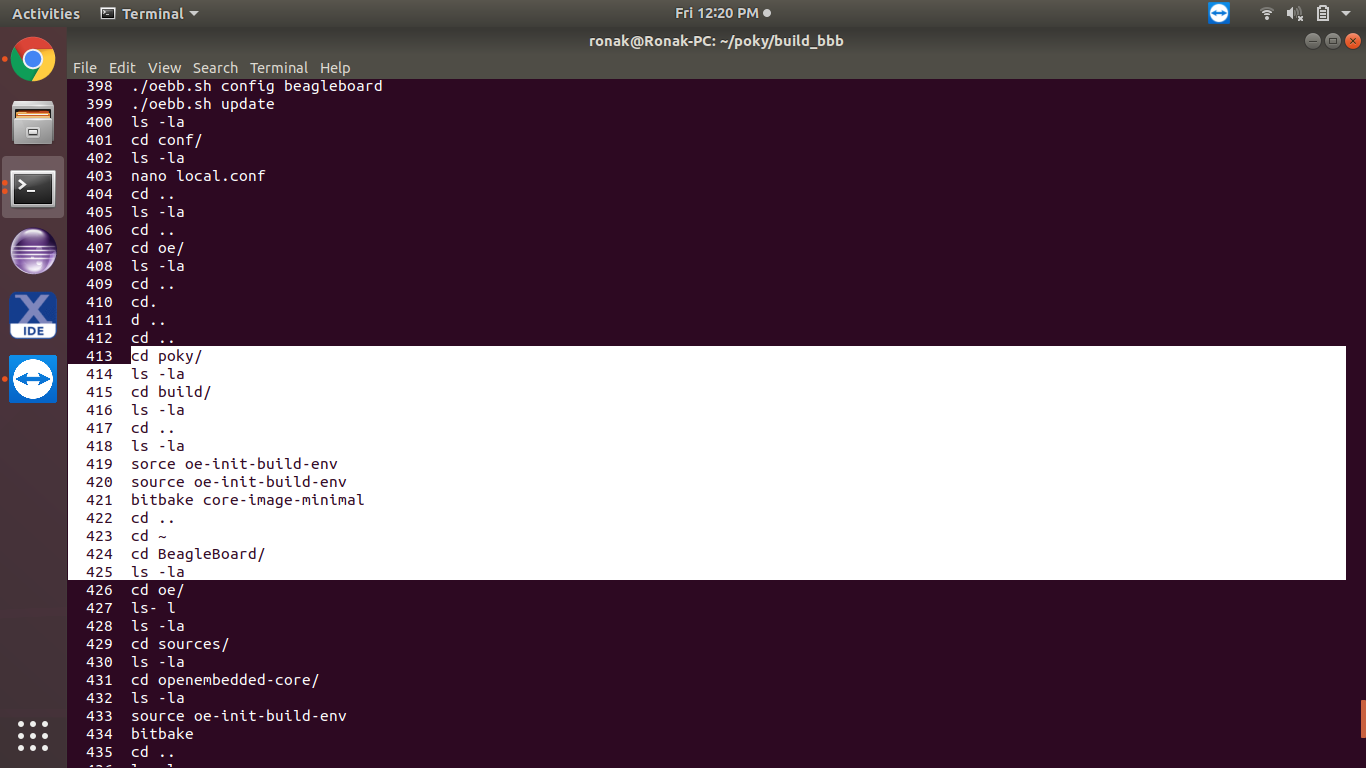 Activities Terminal Fri 12:20 PM
ronak@Ronak-PC: ~/poky/build_bbb
File Edit View Search Terminal Help
398 ./oebb.sh config beagleboard
399 ./oebb.sh update
400 ls -la
401 cd conf/
402 ls -la
403 nano local.conf
404 cd ..
405 ls -la
406 cd ..
407 cd oe/
408 ls -la
409 cd ..
410 cd.
411 d ..
412 cd ..
413 cd poky/
414 ls -la
415 cd build/
416 ls -la
417 cd ..
418 ls -la
419 sorce oe-init-build-env
420 source oe-init-build-env
421 bitbake core-image-minimal
422 cd ..
423 cd ~
424 cd BeagleBoard/
425 ls -la
426 cd oe/
427 ls- l
428 ls -la
429 cd sources/
430 ls -la
431 cd openembedded-core/
432 ls -la
433 source oe-init-build-env
434 bitbake
435 cd ..
X
IDE